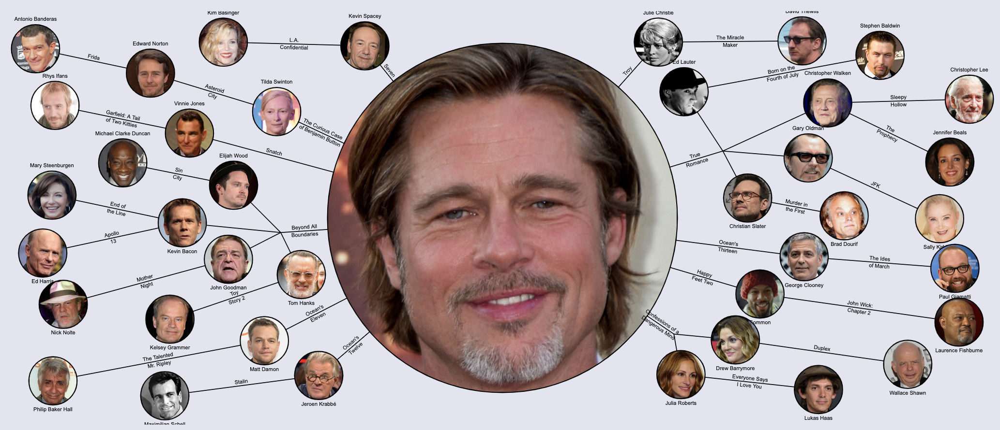 Antonio Banderas
Frida
Edward Norton
Kim Basinger
L.A.
Confidential
Kevin Spacey
Seven
Rhys Ifans
Garfield: A Tail
of Two Kitties
Vinnie Jones
Snatch
Asteroid
City
Tilda Swinton
The Curious Case
of Benjamin Button
Michael Clarke Duncan
Sin
City
Elijah Wood
Mary Steenburgen
End of
the Line
Apollo
13
Kevin Bacon
Ed Harris
Beyond All
Boundaries
Mother
Night
John Goodman
Nick Nolte
Toy
Story 2
Tom Hanks
Kelsey Grammer
Ocean's
Eleven
The Talented
Mr. Ripley
Matt Damon
Philip Baker Hall
Ocean's
Twelve
Stalin
Jeroen Krabbé
Maximilian Schell
Julie Christie
Troy
The Miracle
Maker
David Thewlis
Stephen Baldwin
Ed Lauter
Born on the
Fourth of July
Christopher Walken
Sleepy
Hollow
Christopher Lee
The
Prophecy
Jennifer Beals
Gary Oldman
True
Romance
JFK
Christian Slater
Murder in
the First
Brad Dourif
Sally Kirk
Ocean's
Thirteen
George Clooney
The Ides
of March
Paul Giamatti
Happy
Feet Two
Common
John Wick:
Chapter 2
Laurence Fishburne
Confessions of a
Dangerous Mind
Drew Barrymore
Duplex
Wallace Shawn
Julia Roberts
Everyone Says
I Love You
Lukas Haas